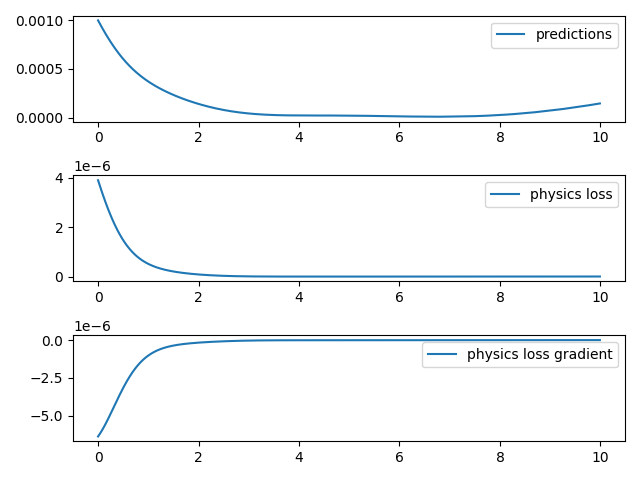 0.0010
predictions
0.0005
0.0000
0 2 4 6 8 10
1e−6
4
physics loss
2
0
0 2 4 6 8 10
1e−6
0.0
physics loss gradient
−2.5
−5.0
0 2 4 6 8 10